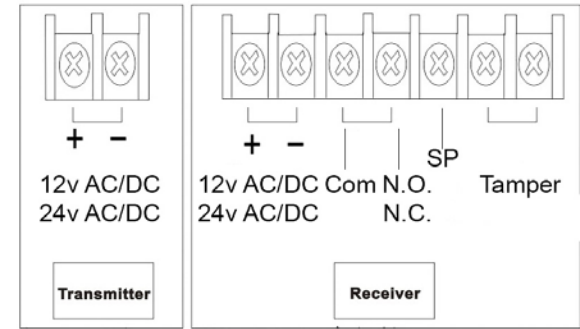 + −
12v AC/DC
24v AC/DC
Transmitter
+ −
SP
12v AC/DC Com N.O. Tamper
24v AC/DC N.C.
Receiver